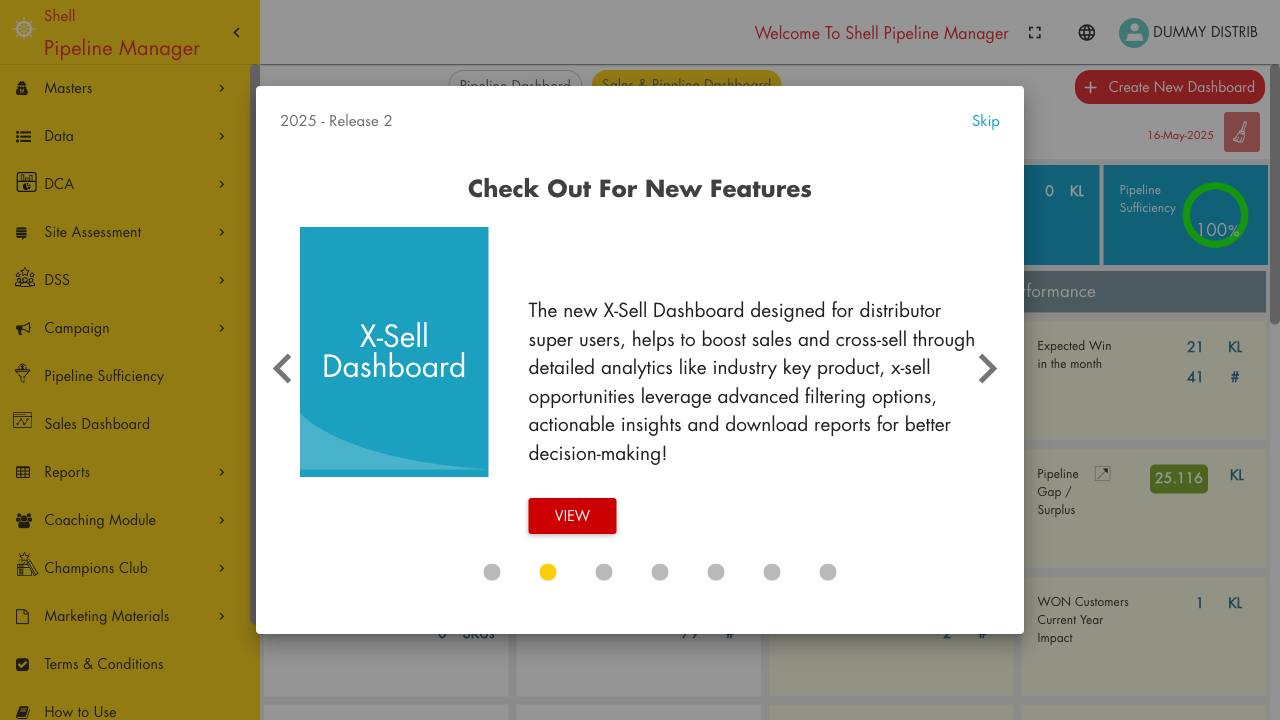 Shell
Pipeline Manager
Welcome To Shell Pipeline Manager
DUMMY DISTRIB
Masters
Data
DCA
Site Assessment
DSS
Campaign
Pipeline Sufficiency
Sales Dashboard
Reports
Coaching Module
Champions Club
Marketing Materials
Terms & Conditions
How to Use
Pipeline Dashbord
Sales & Pipeline Dashboard
+ Create New Dashboard
16-May-2025
2025 - Release 2
Skip
Check Out For New Features
X-Sell
Dashboard
The new X-Sell Dashboard designed for distributor
super users, helps to boost sales and cross-sell through
detailed analytics like industry key product, x-sell
opportunities leverage advanced filtering options,
actionable insights and download reports for better
decision-making!
VIEW
0 KL
Pipeline
Sufficiency
100%
rformance
Expected Win
in the month
21 KL
41 #
Pipeline
Gap /
Surplus
25.116 KL
WON Customers
Current Year
Impact
1 KL
0 SKUs
77 #
2 #